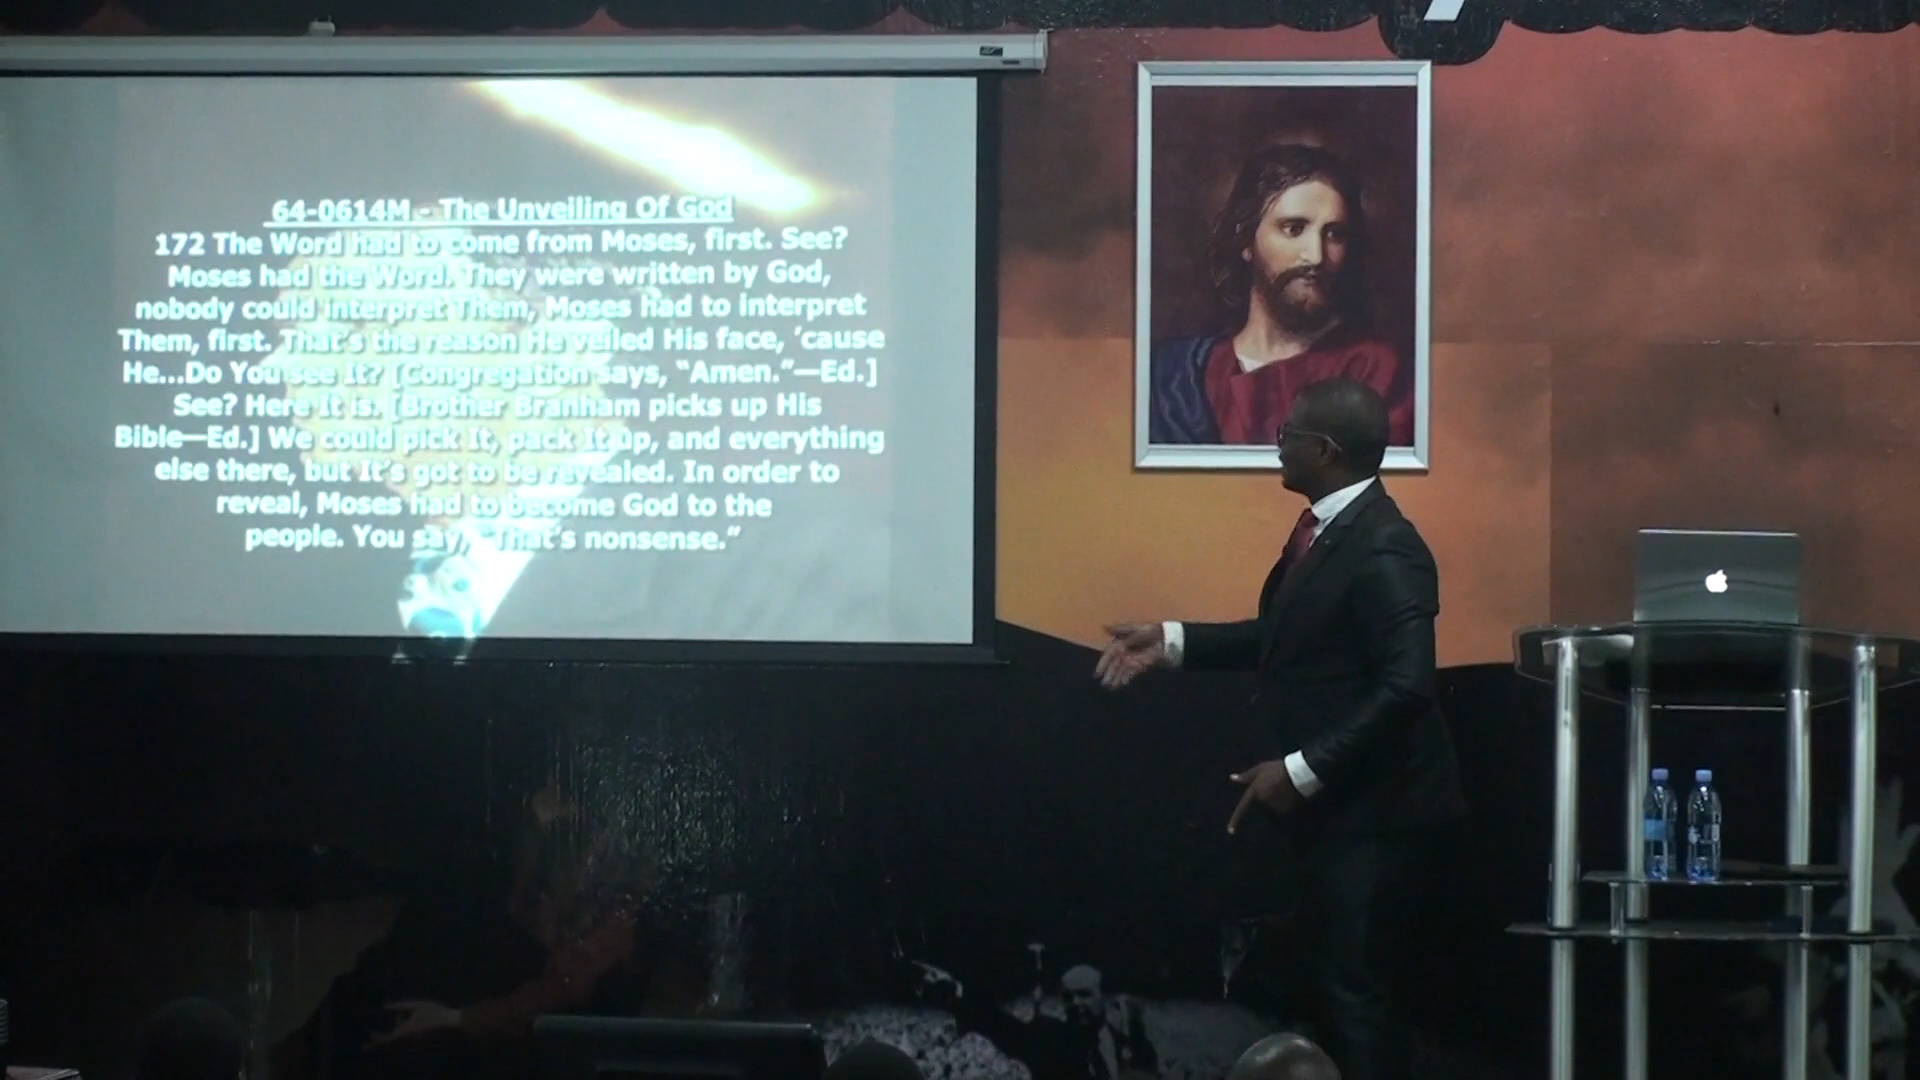 64-0614M - The Unveiling Of God
172 The Word had to come from Moses, first. See?
Moses had the Word. They were written by God,
nobody could interpret Them, Moses had to interpret
Them, first. That's the reason He veiled His face, 'cause
He...Do You see It? [Congregation says, “Amen.”—Ed.]
See? Here It is. [Brother Branham picks up His
Bible—Ed.] We could pick It, pack It up, and everything
else there, but It's got to be revealed. In order to
reveal, Moses had to become God to the
people. You say, “That's nonsense.”